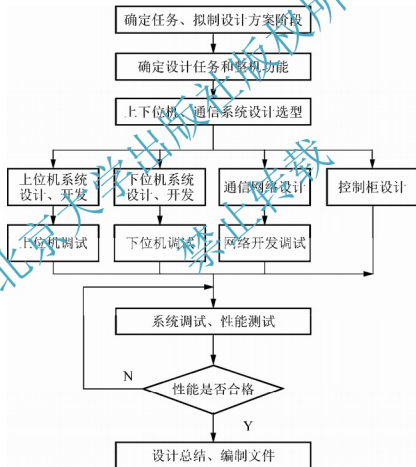 确定任务、拟制设计方案阶段
确定设计任务和整机功能
上下位机、通信系统设计选型
上位机系统
设计、开发
下位机系统
设计、开发
通信网络设计
控制柜设计
上位机调试
下位机调试
网络开发调试
系统调试、性能测试
性能是否合格
N
Y
设计总结、编制文件
北京大学出版社版权所
禁止转载